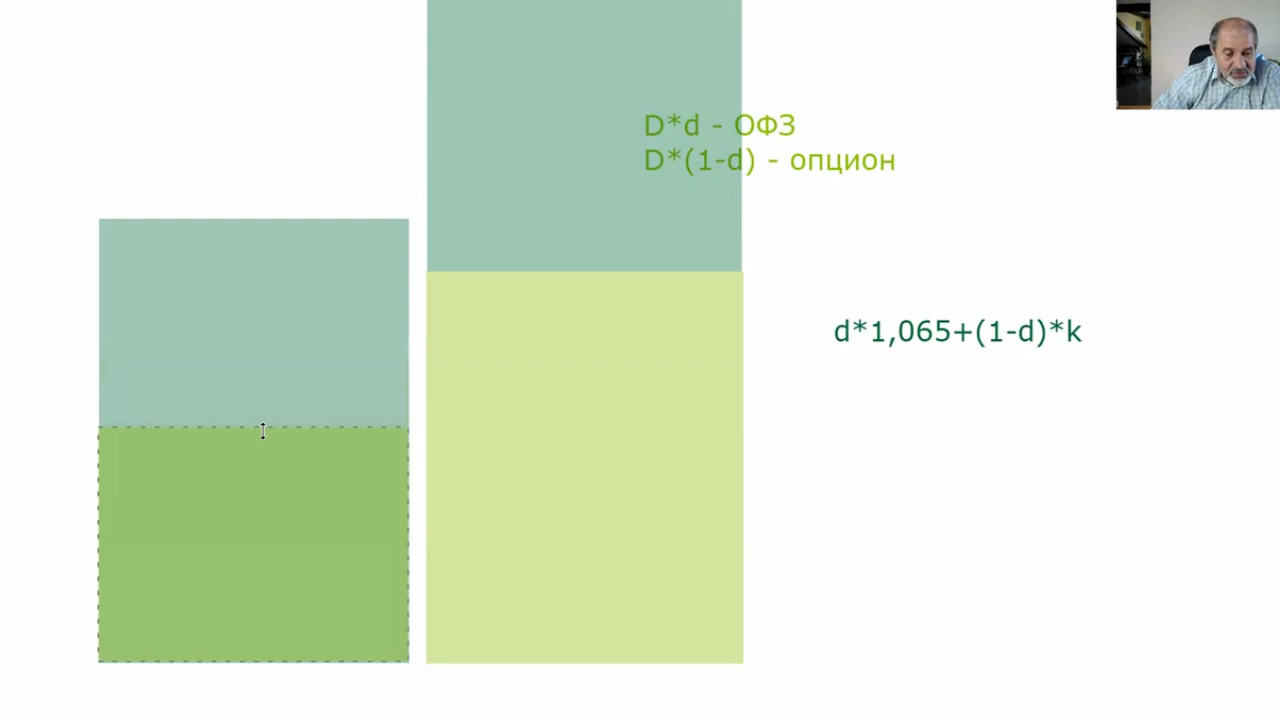 D*d - ОФЗ
D*(1-d) - опцион
d*1,065+(1-d)*k